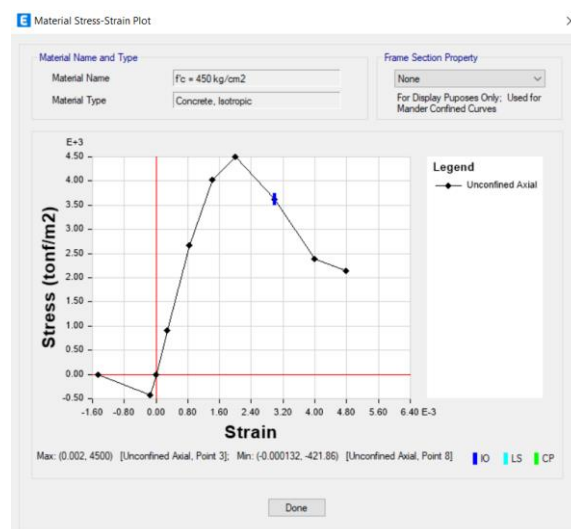 E Material Stress-Strain Plot
Material Name and Type
Material Name f'c = 450 kg/cm2
Material Type Concrete, Isotropic
Frame Section Property
None
For Display Puposes Only; Used for
Mander Confined Curves
E+3
4.50
4.00
3.50
3.00
2.50
2.00
1.50
1.00
0.50
0.00
-0.50
Stress (tonf/m2)
-1.60 -0.80 0.00 0.80 1.60 2.40 3.20 4.00 4.80 5.60 6.40 E-3
Strain
Legend
Unconfined Axial
Max: (0.002, 4500) [Unconfined Axial, Point 3]; Min: (-0.000132, -421.86) [Unconfined Axial, Point 8]
IO LS CP
Done